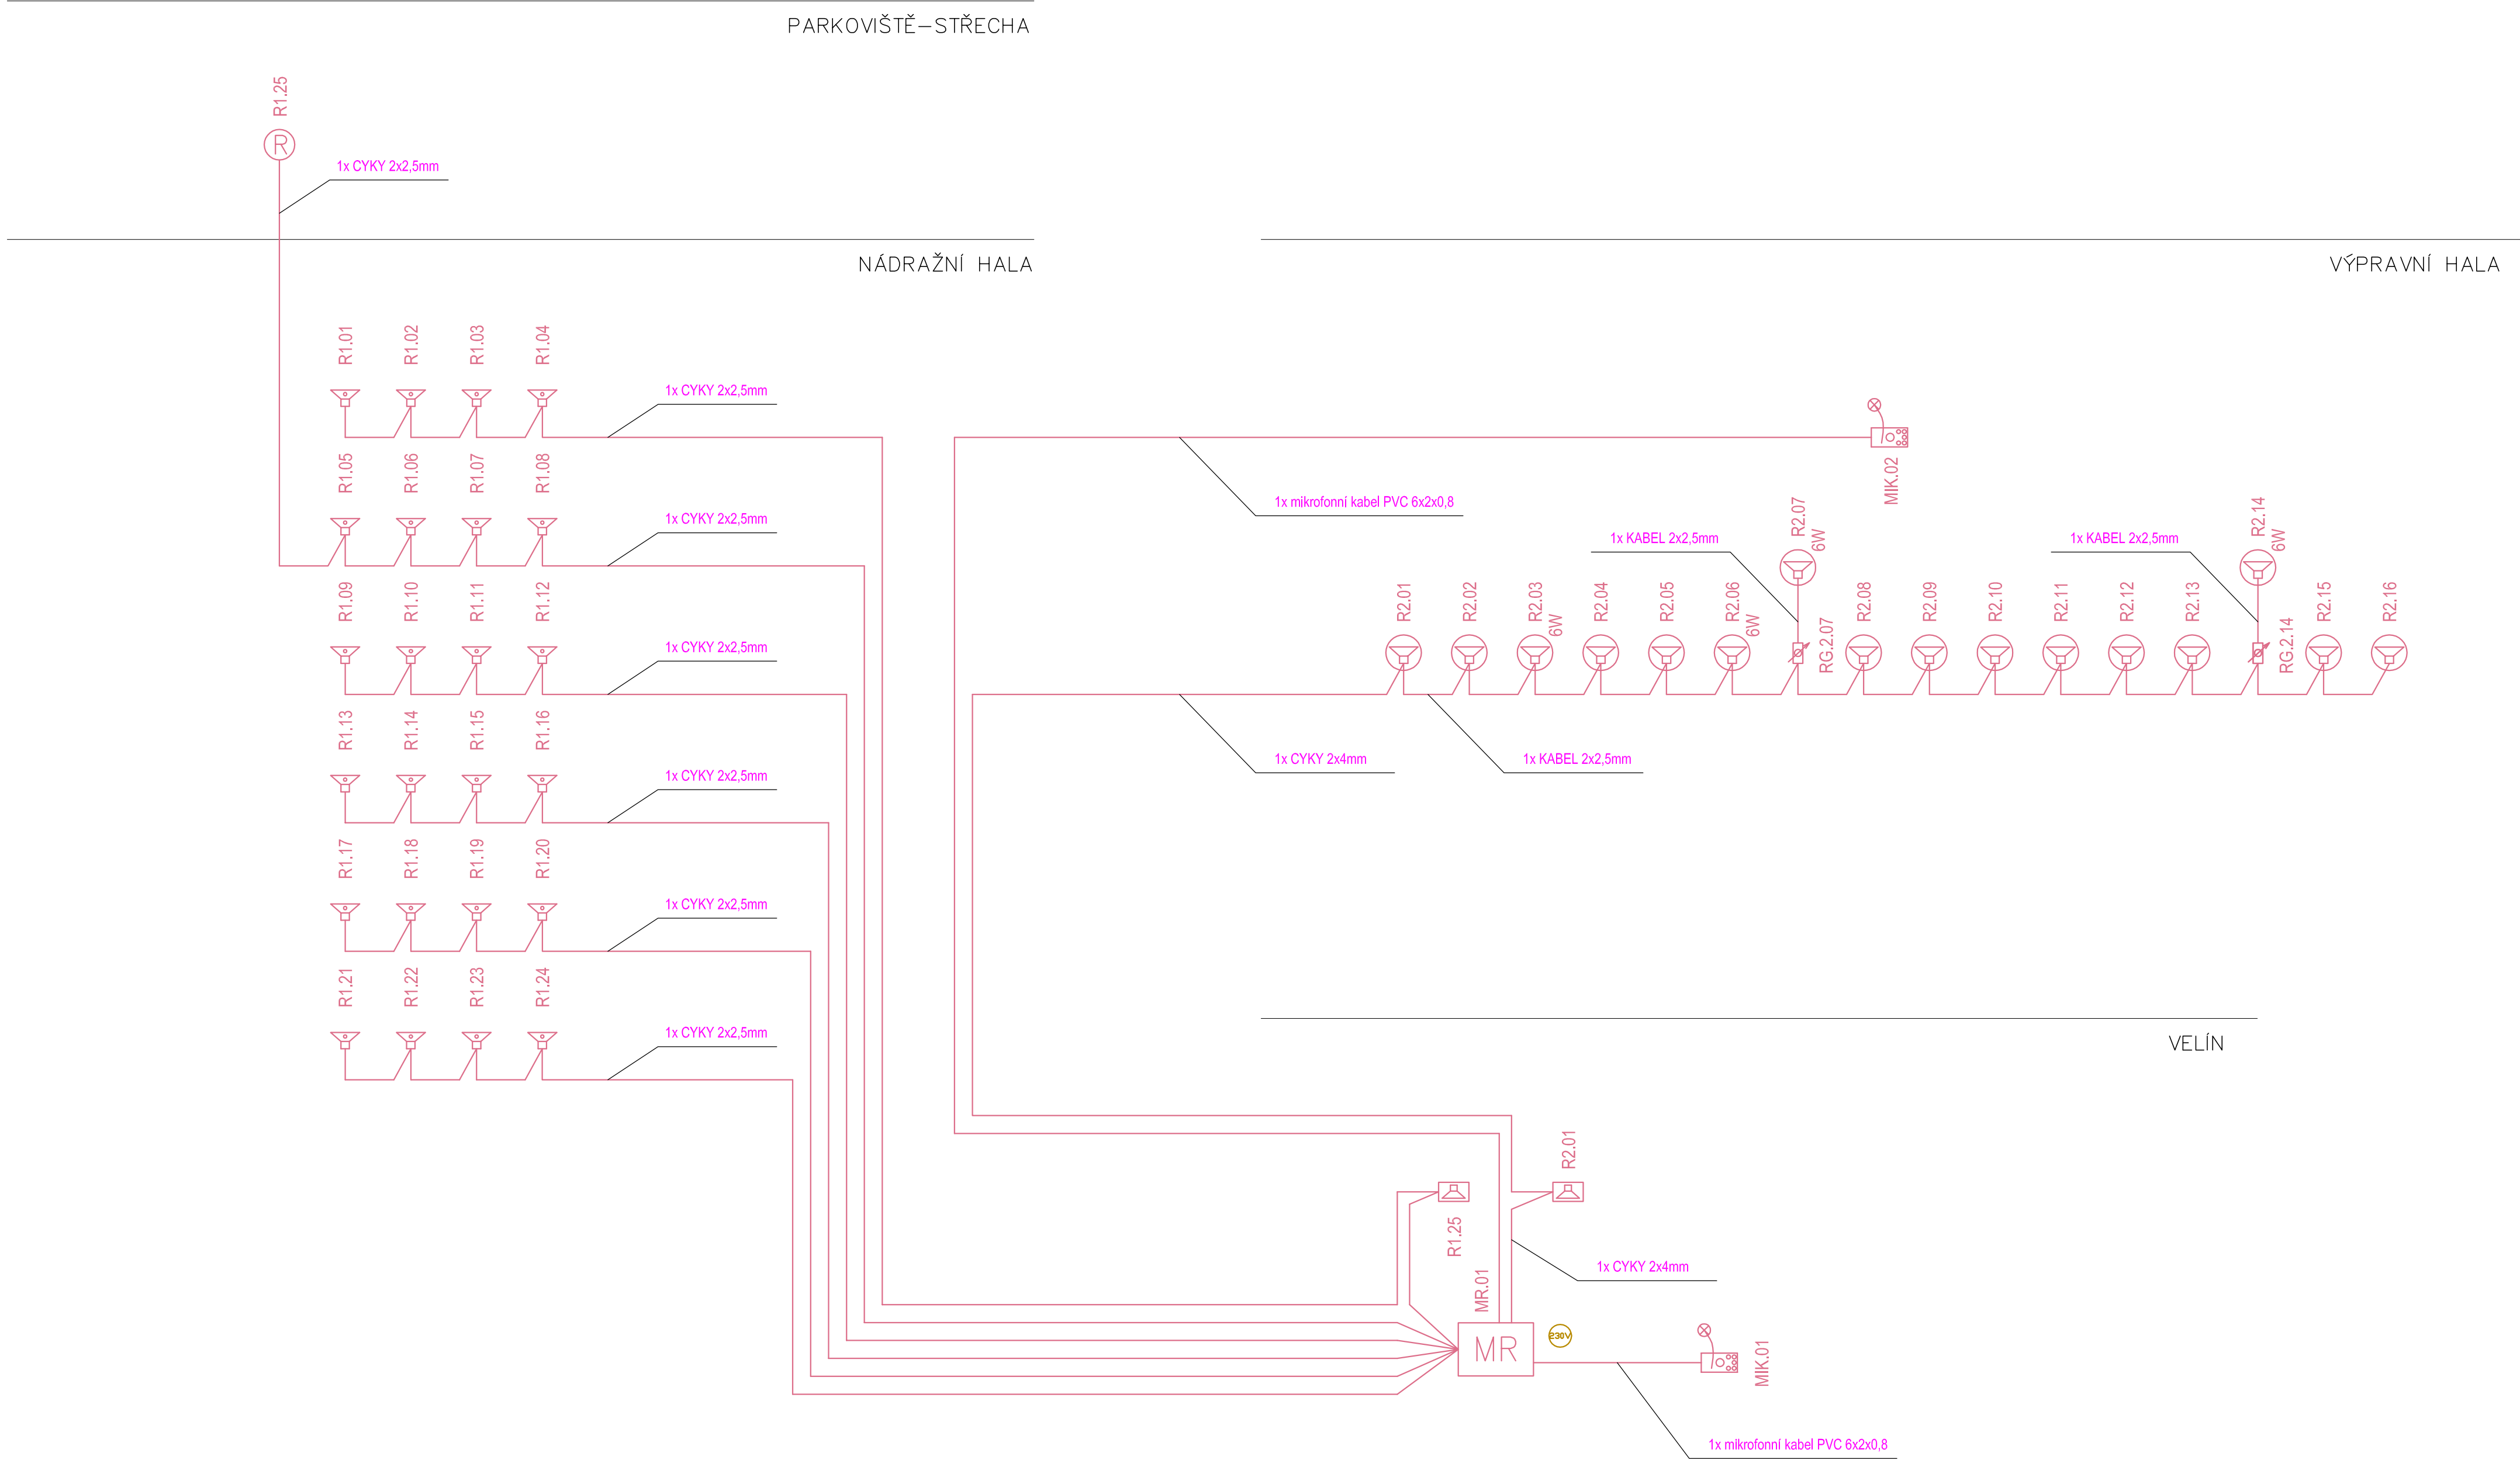 PARKOVIŠTĚ-STŘECHA
R1.25
R
1x CYKY 2x2,5mm
NÁDRAŽNÍ HALA
VÝPRAVNÍ HALA
R1.01 R1.02 R1.03 R1.04
1x CYKY 2x2,5mm
R1.05 R1.06 R1.07 R1.08
1x CYKY 2x2,5mm
R1.09 R1.10 R1.11 R1.12
1x CYKY 2x2,5mm
R1.13 R1.14 R1.15 R1.16
1x CYKY 2x2,5mm
R1.17 R1.18 R1.19 R1.20
1x CYKY 2x2,5mm
R1.21 R1.22 R1.23 R1.24
1x CYKY 2x2,5mm
MIK.02
1x mikrofonní kabel PVC 6x2x0,8
1x KABEL 2x2,5mm
R2.07
6W
1x KABEL 2x2,5mm
R2.14
6W
R2.01 R2.02 R2.03 R2.04 R2.05 R2.06
6W
6W
RG.2.07
R2.08 R2.09 R2.10 R2.11 R2.12 R2.13
RG.2.14
R2.15 R2.16
1x CYKY 2x4mm
1x KABEL 2x2,5mm
VELÍN
R2.01
R1.25
1x CYKY 2x4mm
MR.01
MR
230V
MIK.01
1x mikrofonní kabel PVC 6x2x0,8